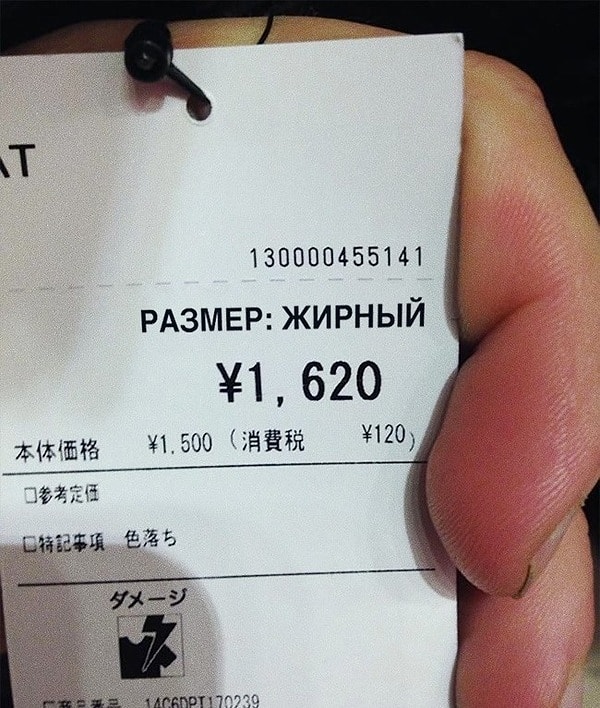 AT
130000455141
РАЗМЕР: ЖИРНЫЙ
¥1,620
本体価格 ¥1.500 (消費税 ¥120)
□参考定価
□特記事項 色落ち
ダメージ
14C6DPT170239